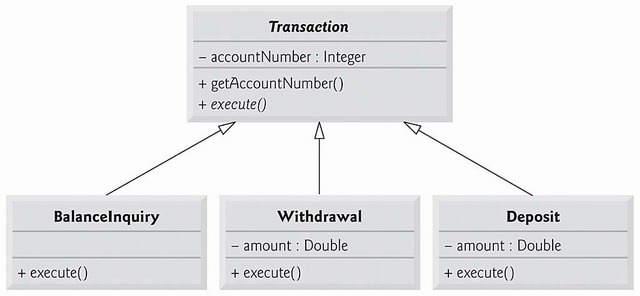 Transaction
– accountNumber : Integer
+ getAccountNumber()
+ execute()
BalanceInquiry
+ execute()
Withdrawal
– amount : Double
+ execute()
Deposit
– amount : Double
+ execute()